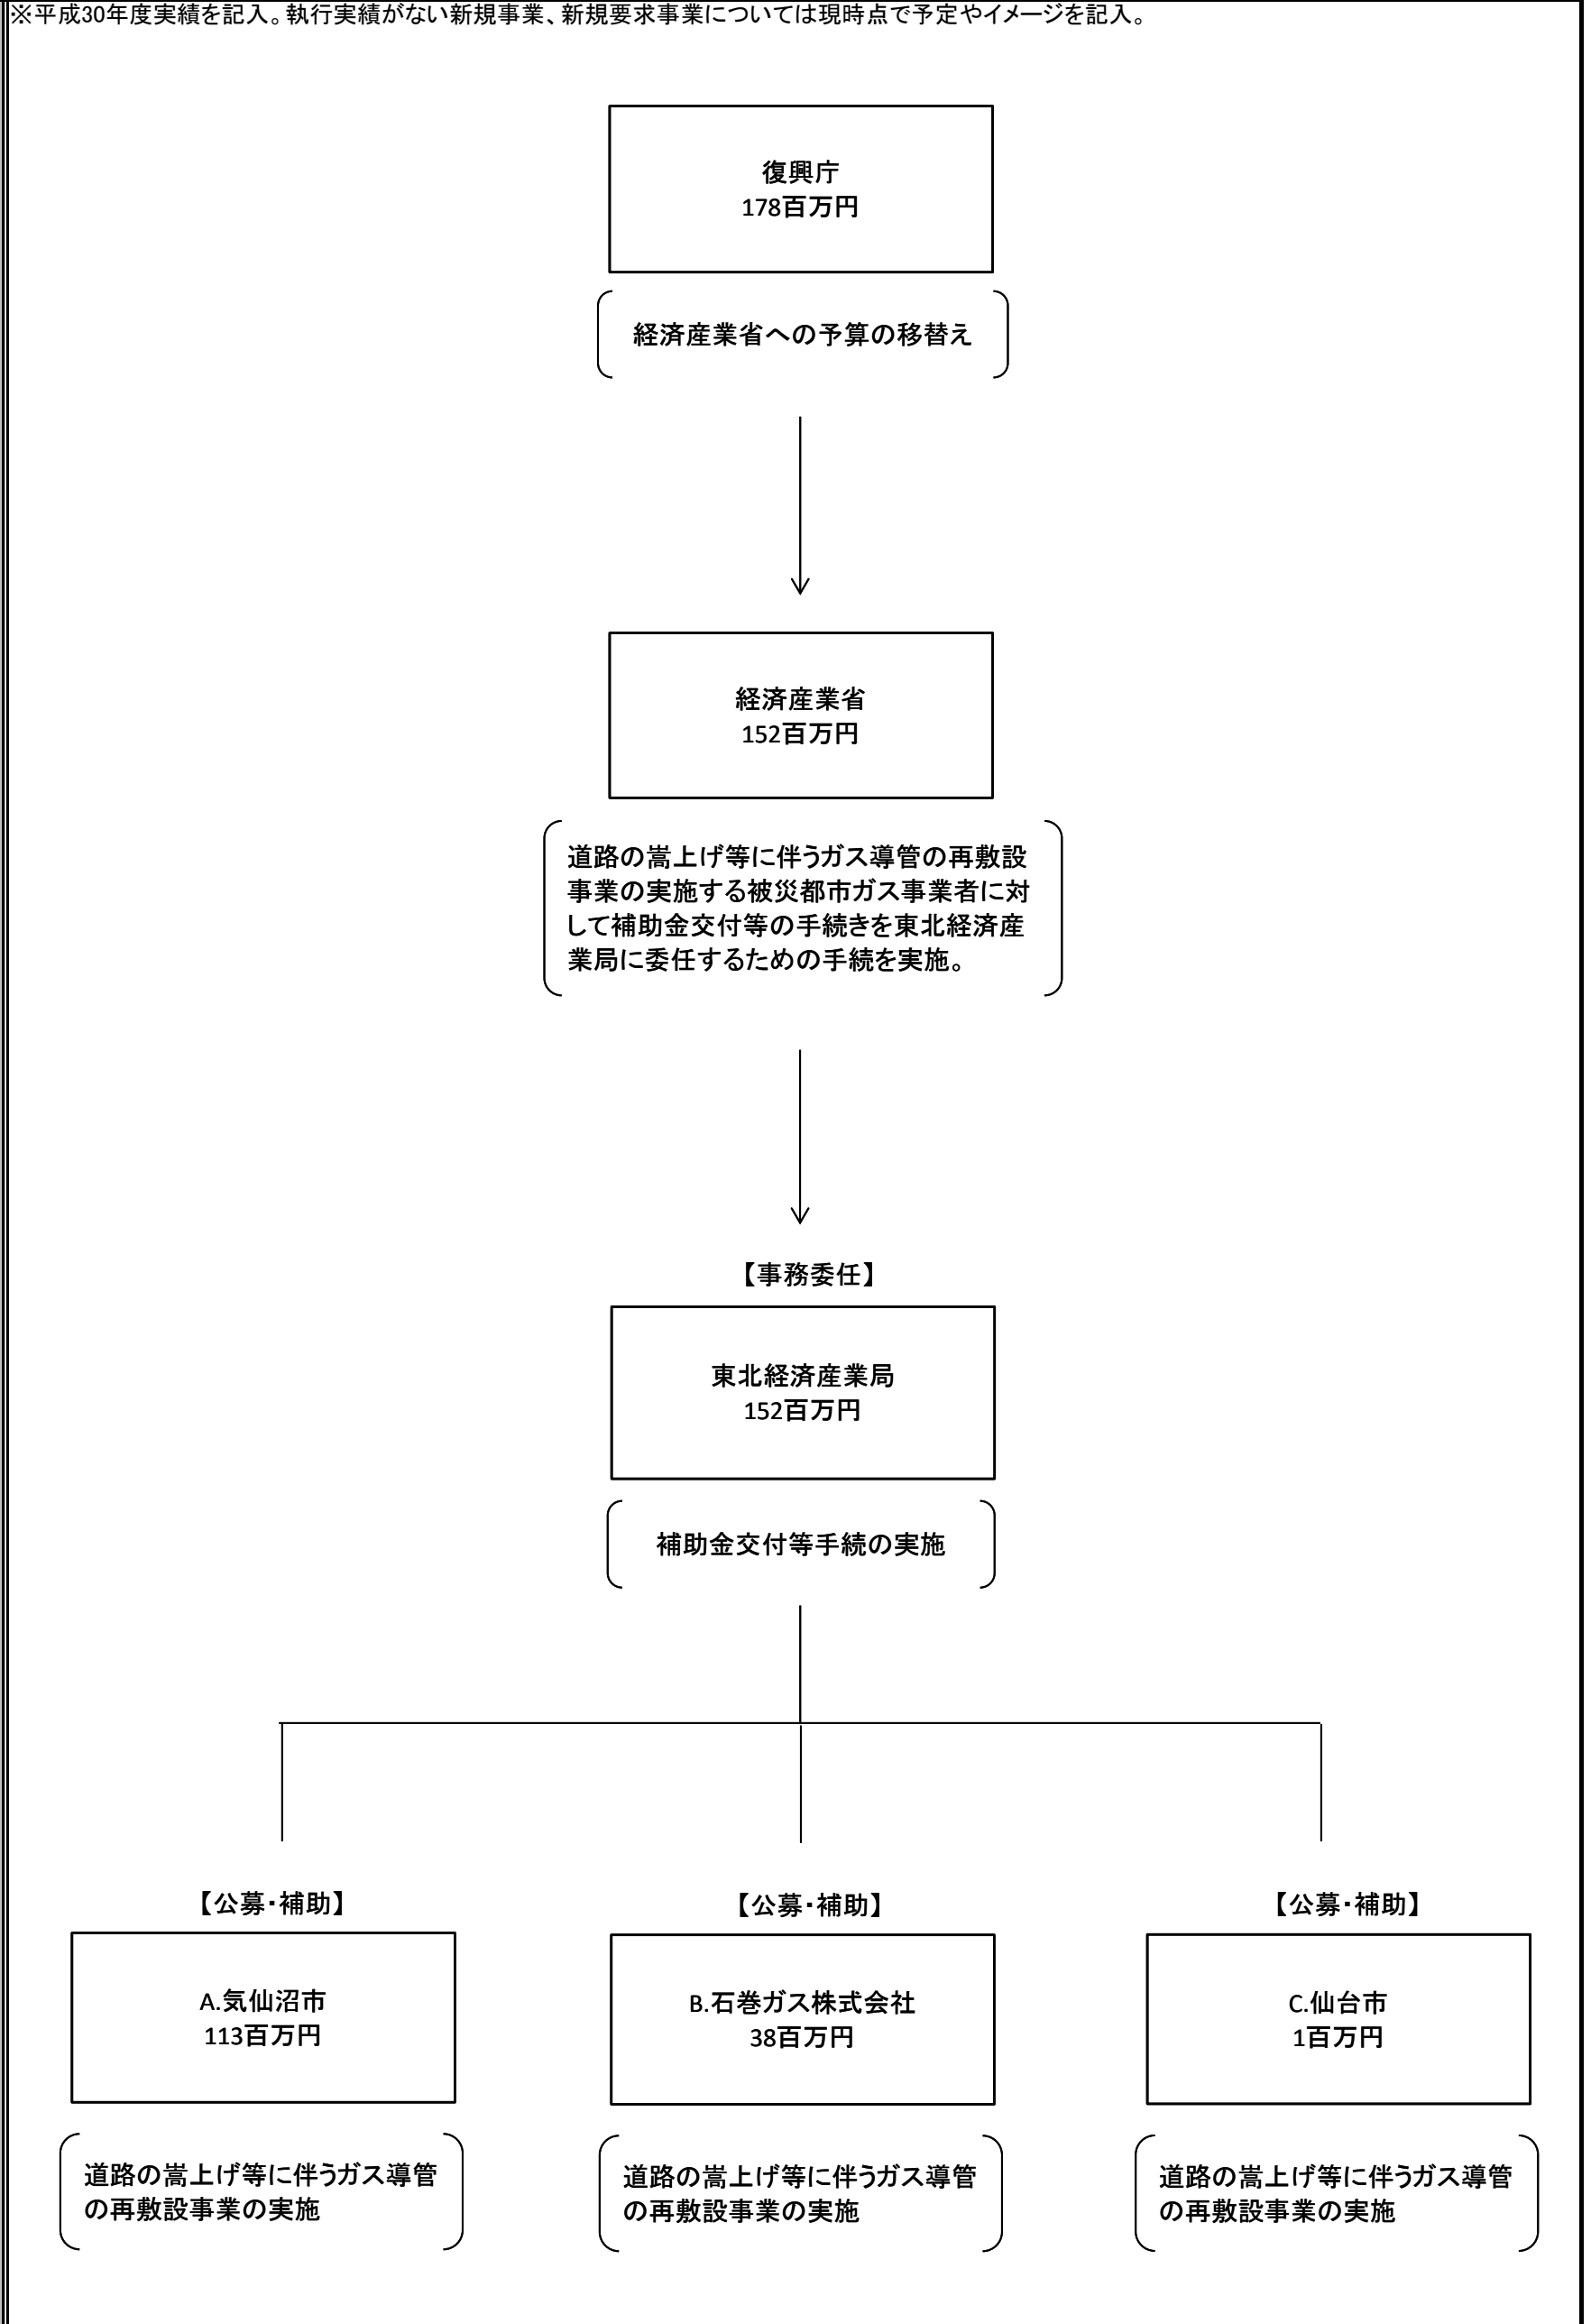 ※平成30年度実績を記入。執行実績がない新規事業、新規要求事業については現時点で予定やイメージを記入。
復興庁
178百万円
経済産業省への予算の移替え
経済産業省
152百万円
道路の嵩上げ等に伴うガス導管の再敷設
事業の実施する被災都市ガス事業者に対
して補助金交付等の手続きを東北経済産
業局に委任するための手続を実施。
【事務委任】
東北経済産業局
152百万円
補助金交付等手続の実施
【公募・補助】
A.気仙沼市
113百万円
道路の嵩上げ等に伴うガス導管
の再敷設事業の実施
【公募・補助】
B.石巻ガス株式会社
38百万円
道路の嵩上げ等に伴うガス導管
の再敷設事業の実施
【公募・補助】
C.仙台市
1百万円
道路の嵩上げ等に伴うガス導管
の再敷設事業の実施